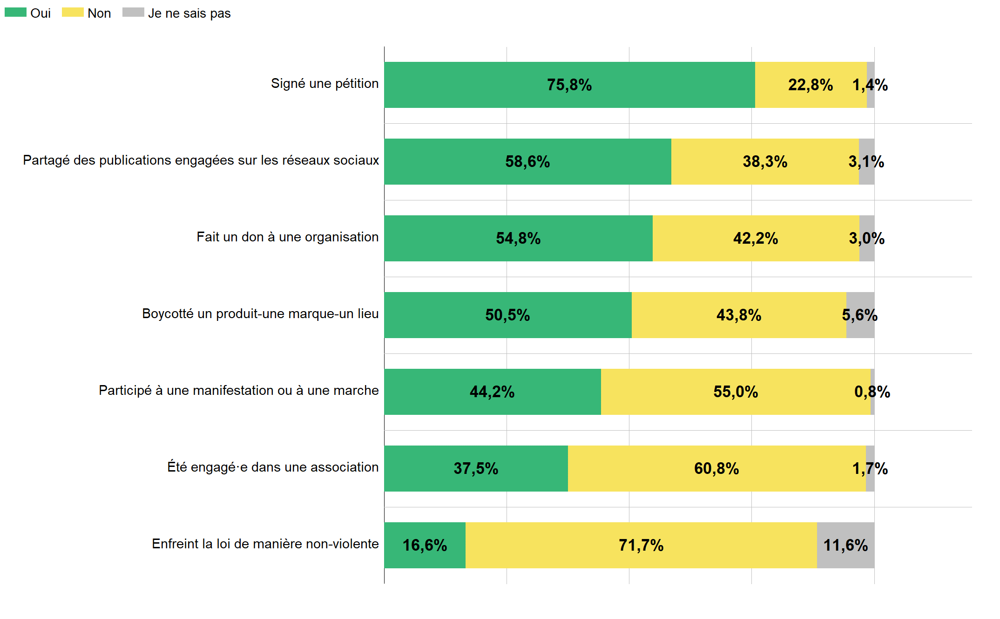 Oui Non Je ne sais pas
Signé une pétition 75,8% 22,8% 1,4%
Partagé des publications engagées sur les réseaux sociaux 58,6% 38,3% 3,1%
Fait un don à une organisation 54,8% 42,2% 3,0%
Boycotté un produit-une marque-un lieu 50,5% 43,8% 5,6%
Participé à une manifestation ou à une marche 44,2% 55,0% 0,8%
Été engagé·e dans une association 37,5% 60,8% 1,7%
Enfreint la loi de manière non-violente 16,6% 71,7% 11,6%